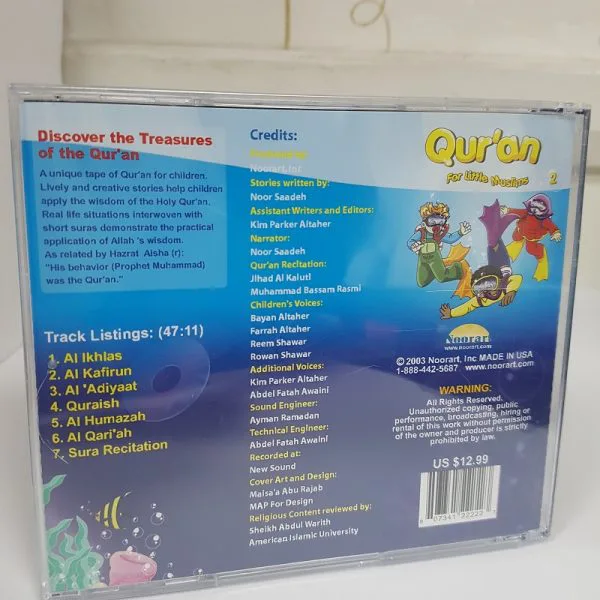 Discover the Treasures
of the Qur'an
A unique tape of Qur'an for children.
Lively and creative stories help children
apply the wisdom of the Holy Qur'an.
Real life situations interwoven with
short suras demonstrate the practical
application of Allah 's wisdom.
As related by Hazrat Aisha (r):
"His behavior (Prophet Muhammad)
was the Qur'an."
Track Listings: (47:11)
1. Al Ikhlas
2. Al Kafirun
3. Al 'Adiyaat
4. Quraish
5. Al Humazah
6. Al Qari'ah
7. Sura Recitation
Credits:
Noorart Inc
Stories written by:
Noor Saadeh
Assistant Writers and Editors:
Kim Parker Altaher
Narrator:
Noor Saadeh
Qur'an Recitation:
Jihad Al Kaluti
Muhammad Bassam Rasmi
Children's Voices:
Bayan Altaher
Farrah Altaher
Reem Shawar
Rowan Shawar
Additional Voices:
Kim Parker Altaher
Abdel Fatah Awaini
Sound Engineer:
Ayman Ramadan
Technical Engineer:
Abdel Fatah Awaini
Recorded at:
New Sound
Cover Art and Design:
Maisa'a Abu Rajab
MAP For Design
Religious Content reviewed by:
Sheikh Abdul Warith
American Islamic University
Qur'an
For Little Muslims 2
Noorart
www.noorart.com
© 2003 Noorart, Inc MADE IN USA
1-888-442-5687 www.noorart.com
WARNING:
All Rights Reserved.
Unauthorized copying, public
performance, broadcasting, hiring or
rental of this work without permission
of the owner and producer is strictly
prohibited by law.
US $12.99